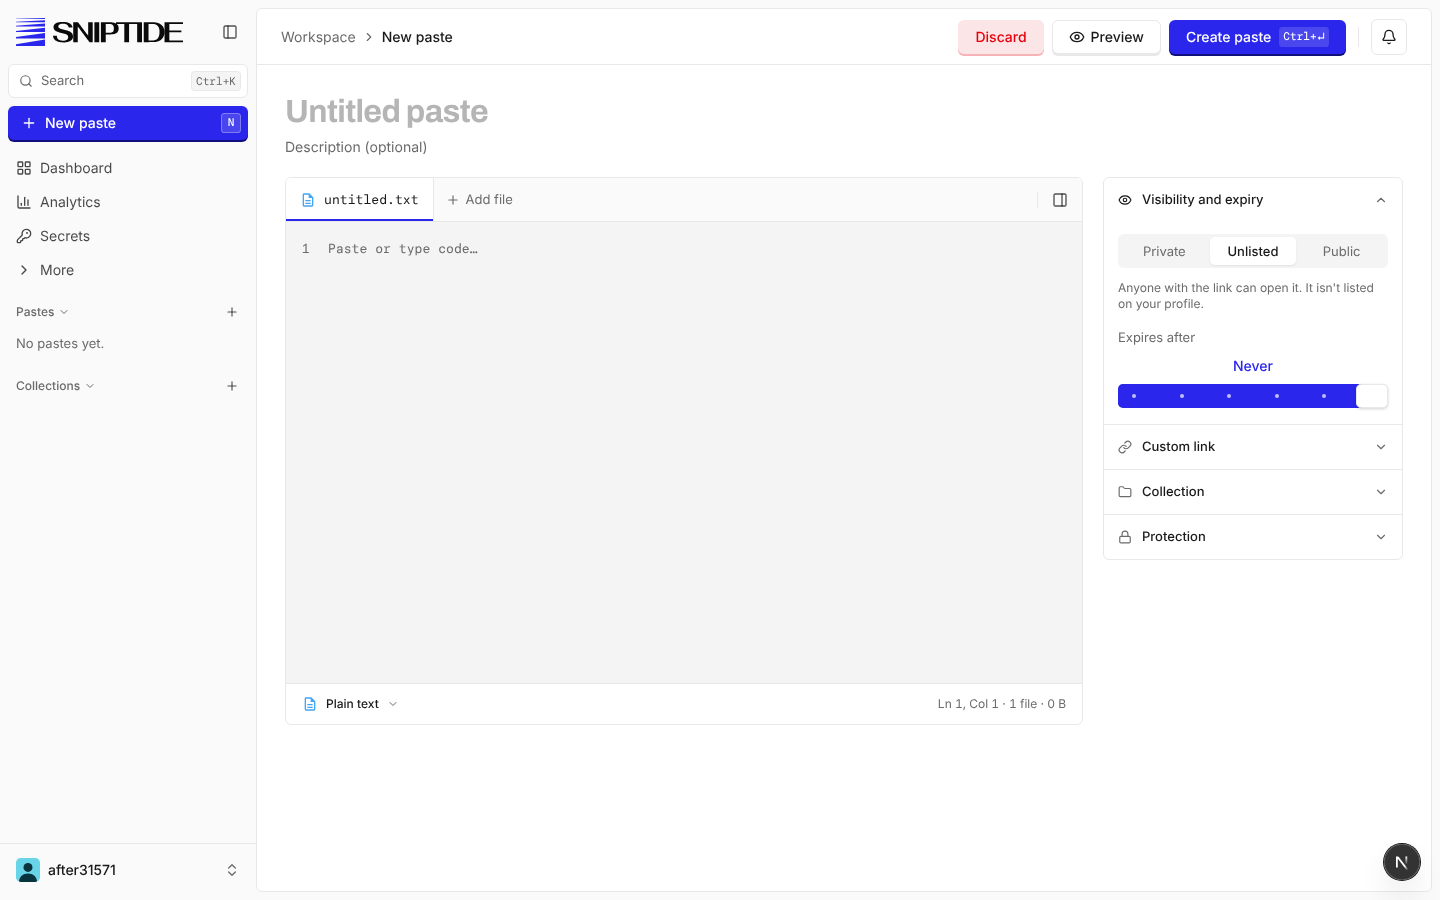 SNIPTIDE
Search Ctrl+K
New paste N
Dashboard
Analytics
Secrets
More
Pastes
No pastes yet.
Collections
after31571
Workspace > New paste
Discard
Preview
Create paste Ctrl+↵
Untitled paste
Description (optional)
untitled.txt
Add file
1 Paste or type code…
Plain text
Ln 1, Col 1 · 1 file · 0 B
Visibility and expiry
Private Unlisted Public
Anyone with the link can open it. It isn't listed
on your profile.
Expires after
Never
Custom link
Collection
Protection
N